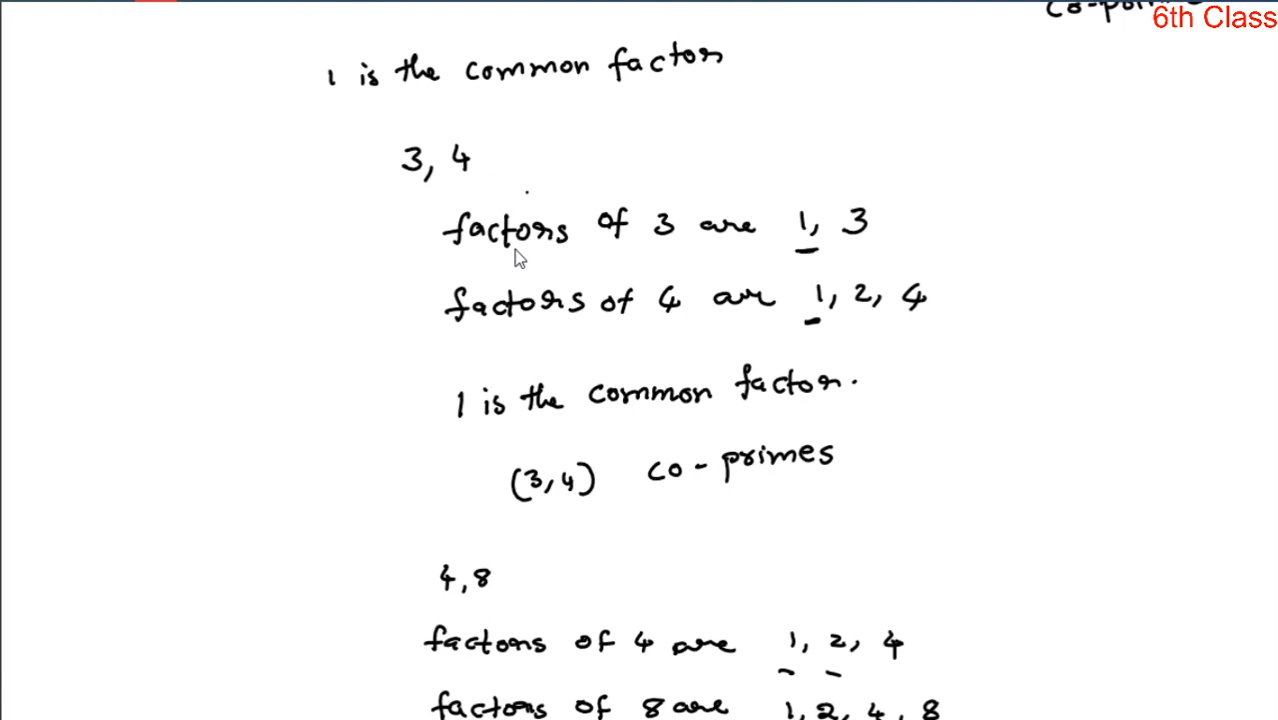 6th Class
1 is the common factor
3, 4
factors of 3 are 1, 3
factors of 4 are 1, 2, 4
1 is the common factor.
(3, 4) co-primes
4, 8
factors of 4 are 1, 2, 4
factors of 8 are 1, 2, 4, 8